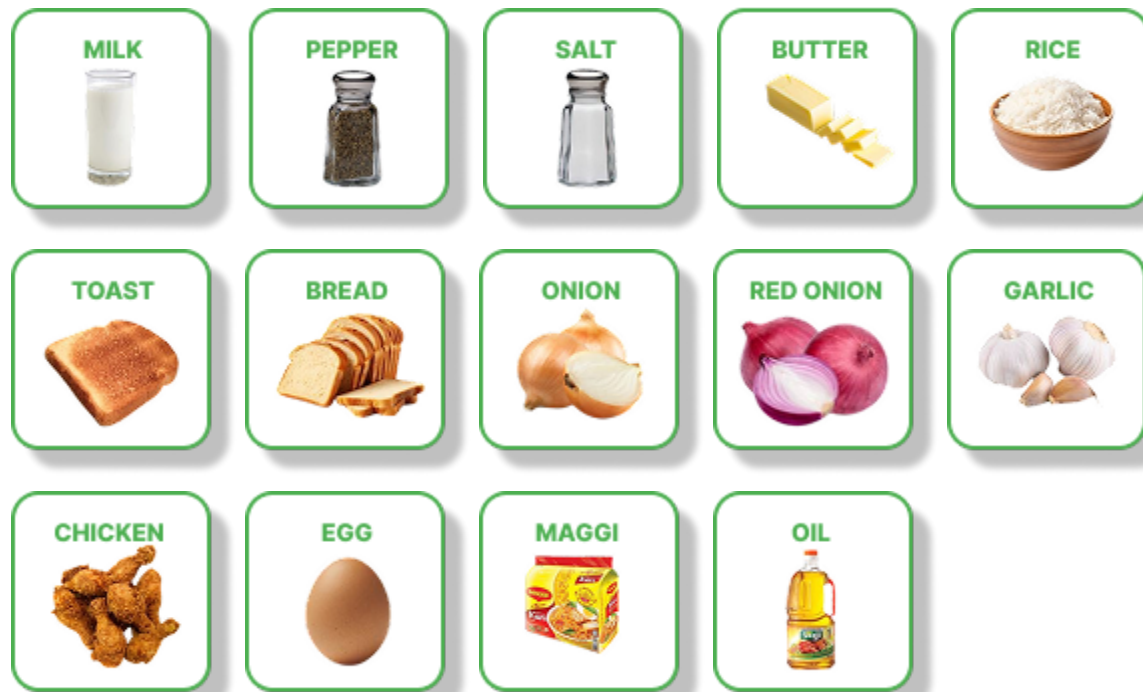 MILK
PEPPER
SALT
BUTTER
RICE
TOAST
BREAD
ONION
RED ONION
GARLIC
CHICKEN
EGG
MAGGI
OIL